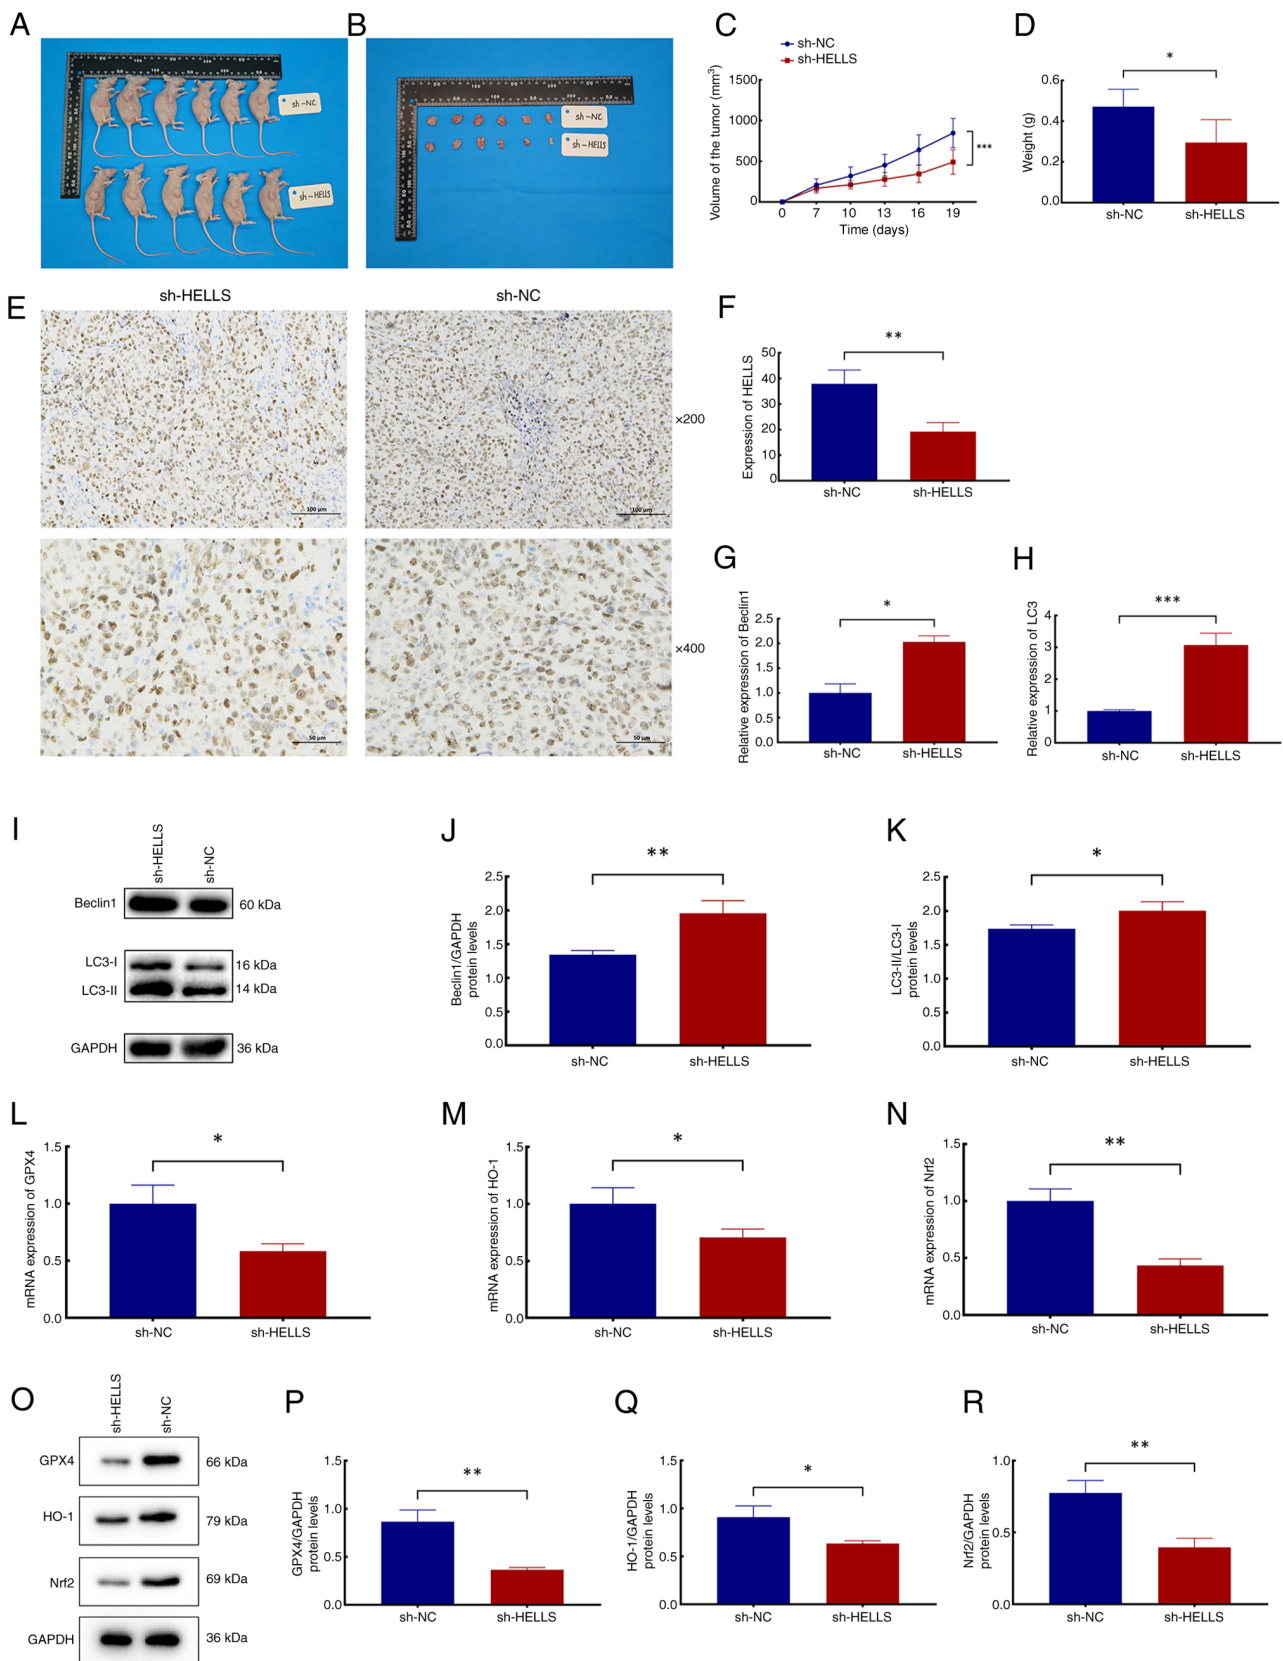 A
B
sh-NC
sh-HELLS
sh-NC
sh-HELLS
C
sh-NC
sh-HELLS
Volume of the tumor (mm³)
1500
1000
500
0
0 7 10 13 16 19
Time (days)
***
D
*
Weight (g)
0.6
0.4
0.2
0.0
sh-NC sh-HELLS
E
sh-HELLS sh-NC
×200
100 µm
100 µm
×400
50 µm
50 µm
F
**
Expression of HELLS
50
40
30
20
10
0
sh-NC sh-HELLS
G
*
Relative expression of Beclin1
2.5
2.0
1.5
1.0
0.5
0.0
sh-NC sh-HELLS
H
***
Relative expression of LC3
4
3
2
1
0
sh-NC sh-HELLS
I
sh-HELLS
sh-NC
Beclin1 60 kDa
LC3-I 16 kDa
LC3-II 14 kDa
GAPDH 36 kDa
J
**
Beclin1/GAPDH
protein levels
2.5
2.0
1.5
1.0
0.5
0.0
sh-NC sh-HELLS
K
*
LC3-II/LC3-I
protein levels
2.5
2.0
1.5
1.0
0.5
0.0
sh-NC sh-HELLS
L
*
mRNA expression of GPX4
1.5
1.0
0.5
0.0
sh-NC sh-HELLS
M
*
mRNA expression of HO-1
1.5
1.0
0.5
0.0
sh-NC sh-HELLS
N
**
mRNA expression of Nrf2
1.5
1.0
0.5
0.0
sh-NC sh-HELLS
O
sh-HELLS
sh-NC
GPX4 66 kDa
HO-1 79 kDa
Nrf2 69 kDa
GAPDH 36 kDa
P
**
GPX4/GAPDH
protein levels
1.5
1.0
0.5
0.0
sh-NC sh-HELLS
Q
*
HO-1/GAPDH
protein levels
1.5
1.0
0.5
0.0
sh-NC sh-HELLS
R
**
Nrf2/GAPDH
protein levels
1.0
0.5
0.0
sh-NC sh-HELLS